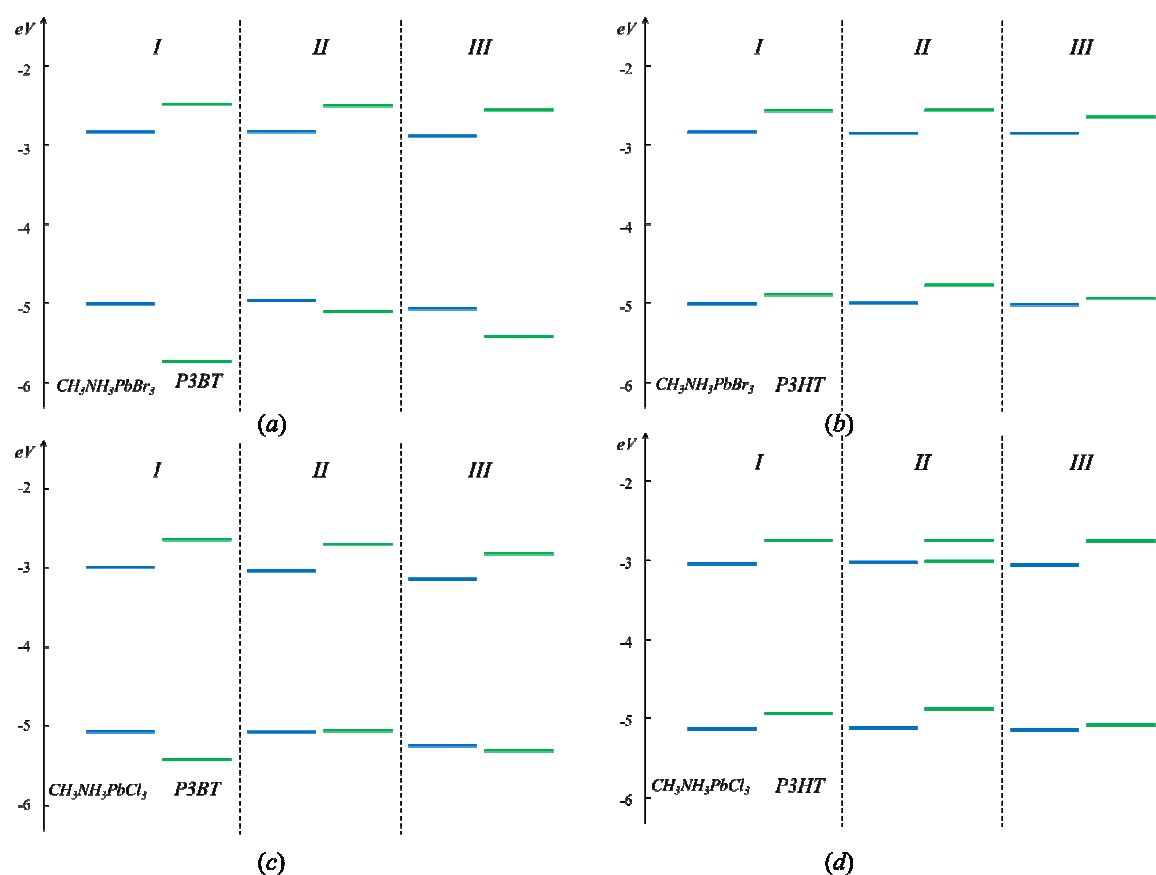 eV
I II III
-2
-3
-4
-5
-6
CH₃NH₃PbBr₃ P3BT
(a)
eV
I II III
-2
-3
-4
-5
-6
CH₃NH₃PbBr₃ P3HT
(b)
eV
I II III
-2
-3
-4
-5
-6
CH₃NH₃PbCl₃ P3BT
(c)
eV
I II III
-2
-3
-4
-5
-6
CH₃NH₃PbCl₃ P3HT
(d)